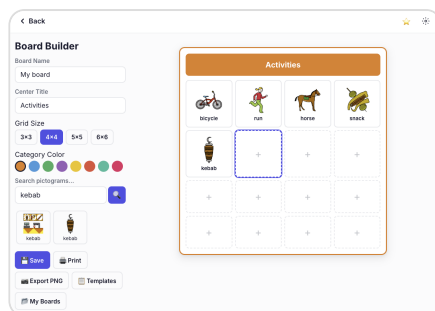 Back
Board Builder
Board Name
My board
Center Title
Activities
Grid Size
3×3 4×4 5×5 6×6
Category Color
Search pictograms...
kebab
kebab kebab
Save Print
Export PNG Templates
My Boards
Activities
bicycle run horse snack
kebab
+ + +
+ + + +
+ + + +